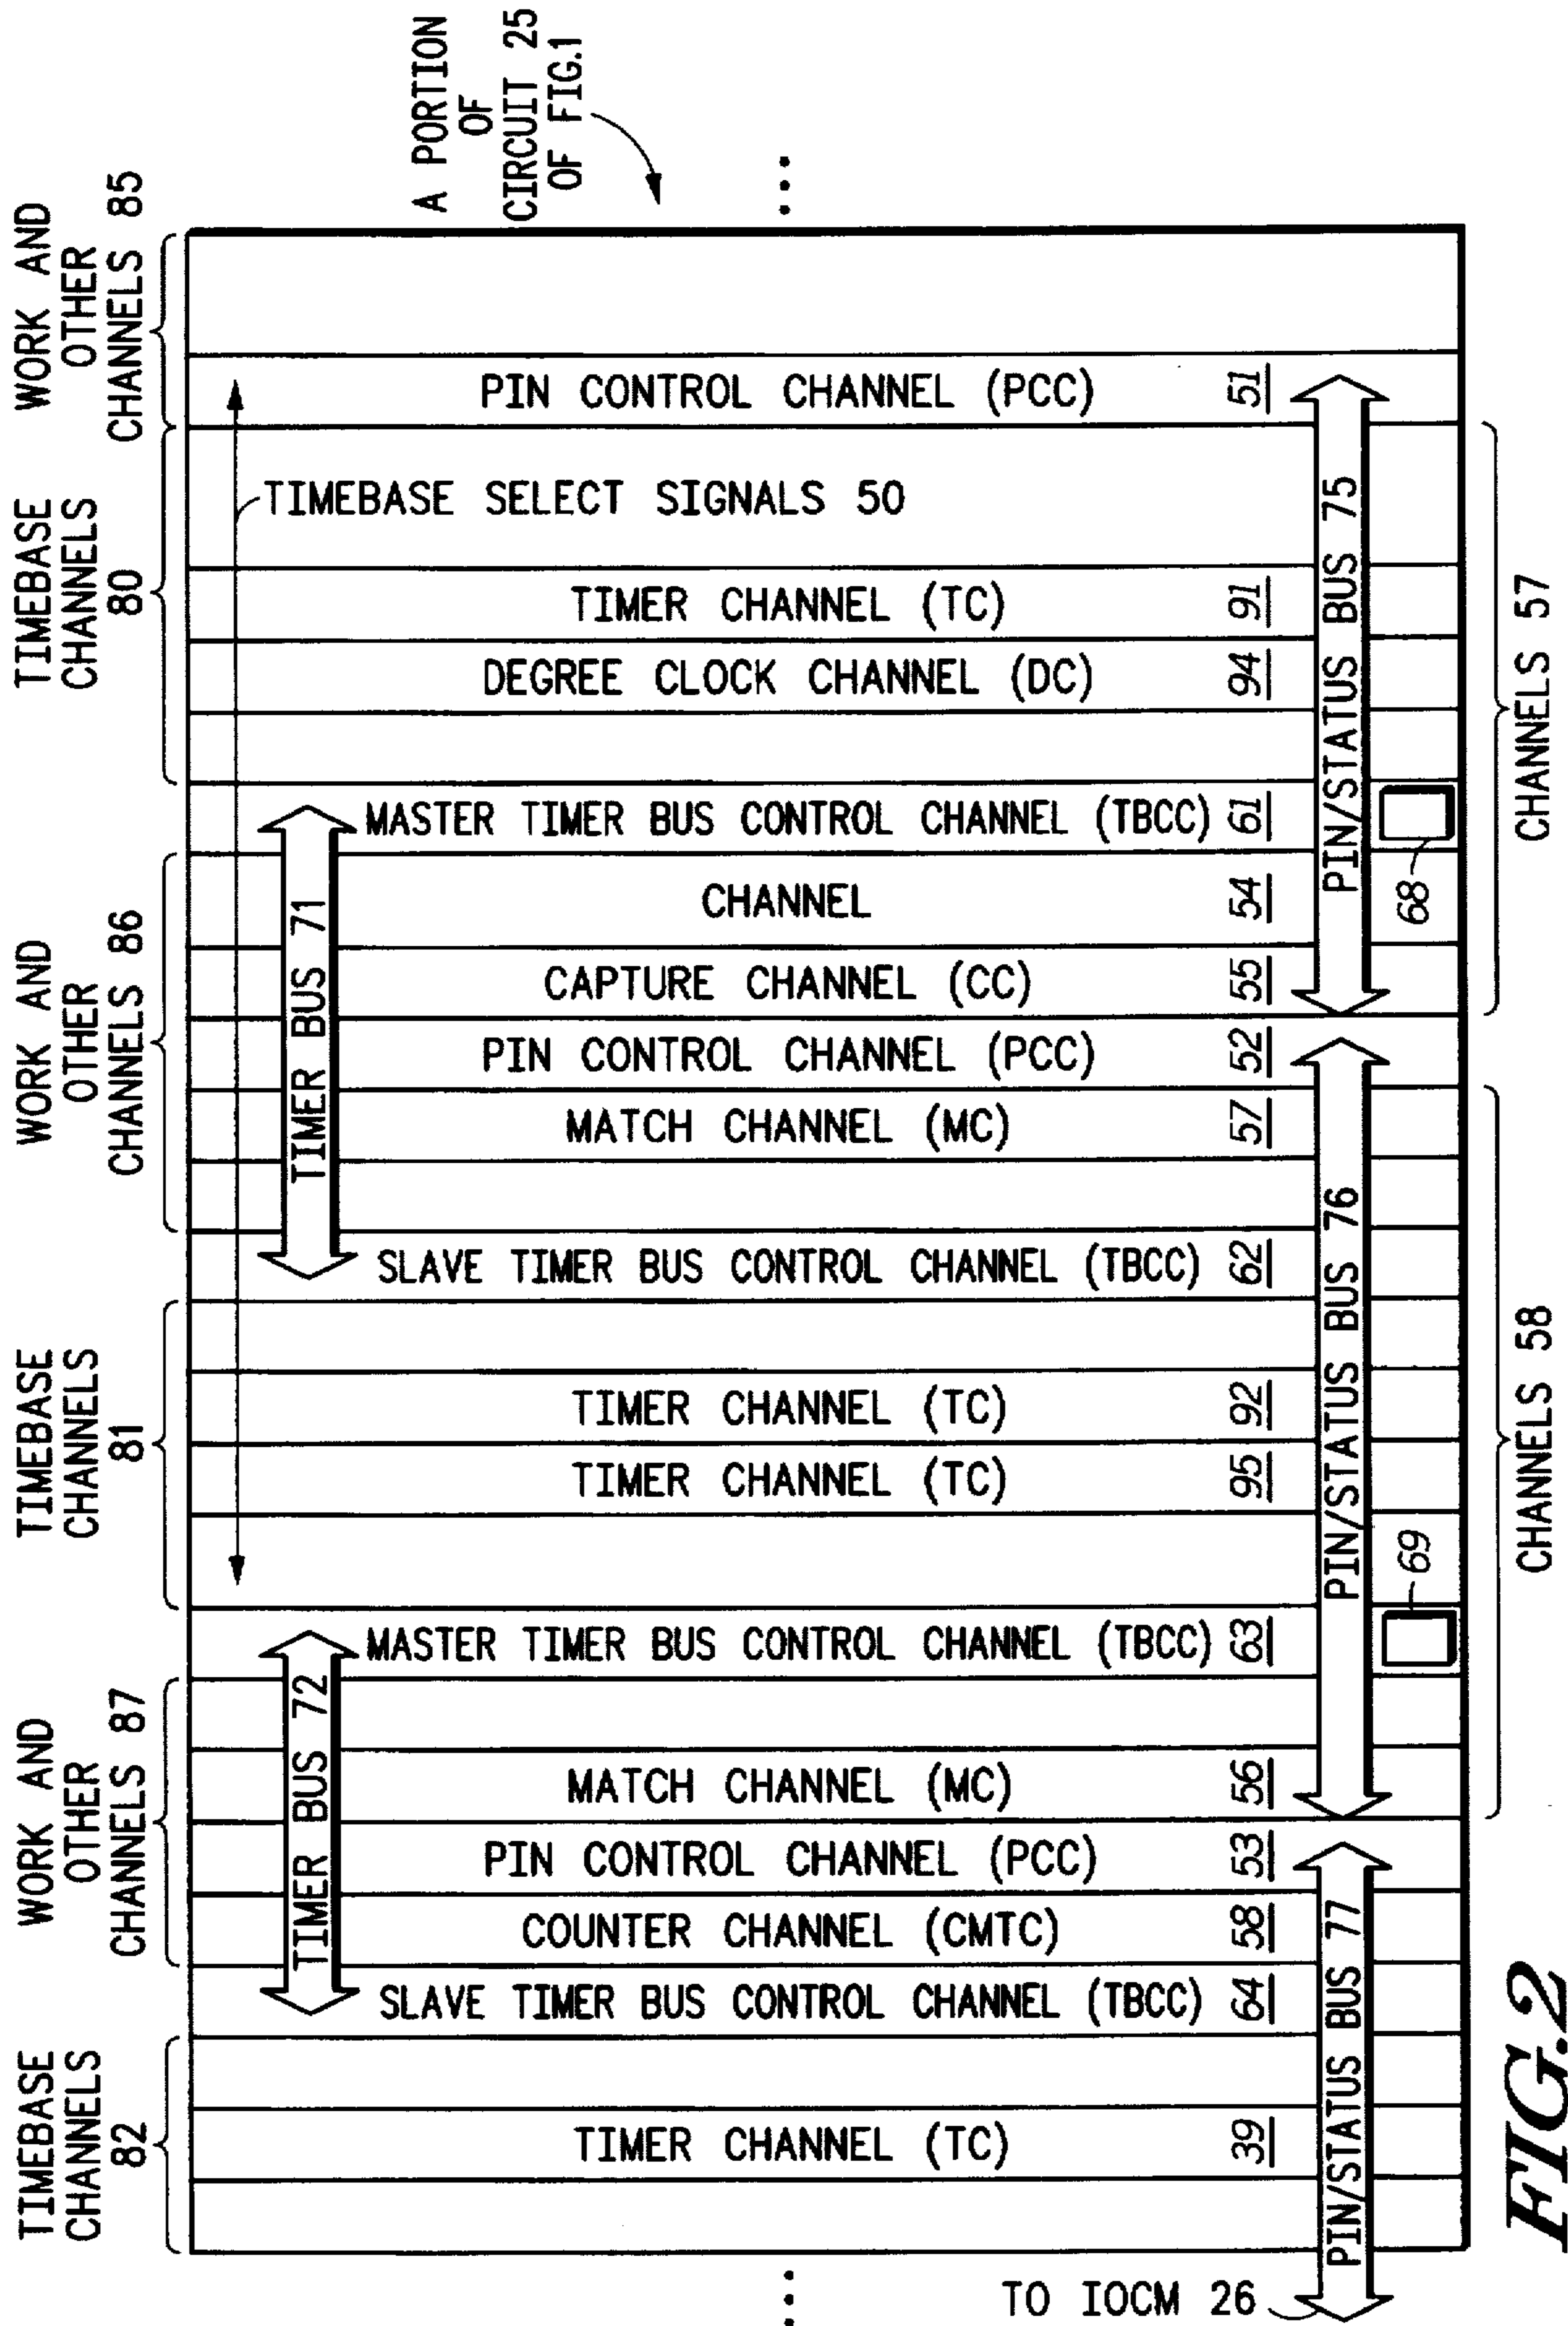 TIMEBASE
CHANNELS
82
WORK AND
OTHER
CHANNELS 87
TIMEBASE
CHANNELS
81
WORK AND
OTHER
CHANNELS 86
TIMEBASE
CHANNELS
80
WORK AND
OTHER
CHANNELS 85
A PORTION
OF
CIRCUIT 25
OF FIG.1
TIMEBASE SELECT SIGNALS 50
TIMER BUS 72
TIMER BUS 71
TIMER CHANNEL (TC) 39
SLAVE TIMER BUS CONTROL CHANNEL (TBCC) 64
COUNTER CHANNEL (CMTC) 58
PIN CONTROL CHANNEL (PCC) 53
MATCH CHANNEL (MC) 56
MASTER TIMER BUS CONTROL CHANNEL (TBCC) 63
TIMER CHANNEL (TC) 95
TIMER CHANNEL (TC) 92
SLAVE TIMER BUS CONTROL CHANNEL (TBCC) 62
MATCH CHANNEL (MC) 57
PIN CONTROL CHANNEL (PCC) 52
CAPTURE CHANNEL (CC) 55
CHANNEL 54
MASTER TIMER BUS CONTROL CHANNEL (TBCC) 61
DEGREE CLOCK CHANNEL (DC) 94
TIMER CHANNEL (TC) 91
PIN CONTROL CHANNEL (PCC) 51
TO IOCM 26
PIN/STATUS BUS 77
PIN/STATUS BUS 76
PIN/STATUS BUS 75
69
68
CHANNELS 58
CHANNELS 57
FIG.2